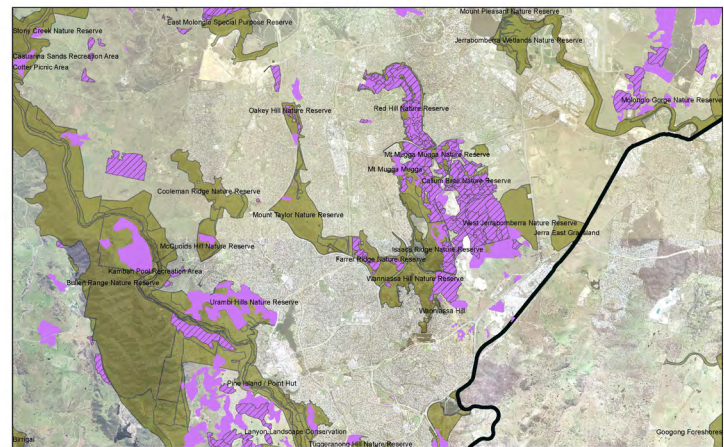 Mount Pleasant Nature Reserve
East Molonglo Special Purpose Reserve
Stony Creek Nature Reserve
Jerrabomberra Wetlands Nature Reserve
Casuarina Sands Recreation Area
Cotter Picnic Area
Molonglo Gorge Nature Reserve
Red Hill Nature Reserve
Oakey Hill Nature Reserve
Mt Mugga Mugga Nature Reserve
Mt Mugga Mugga
Callum Brae Nature Reserve
Cooleman Ridge Nature Reserve
Mount Taylor Nature Reserve
West Jerrabomberra Nature Reserve
Jerra East Grassland
McQuoids Hill Nature Reserve
Isaacs Ridge Nature Reserve
Farrer Ridge Nature Reserve
Kambah Pool Recreation Area
Wanniassa Hill Nature Reserve
Bullen Range Nature Reserve
Urambi Hills Nature Reserve
Wanniassa Hill
Pine Island / Point Hut
Lanyon Landscape Conservation
Googong Foreshores
Birrigai
Tuggeranong Hill Nature Reserve